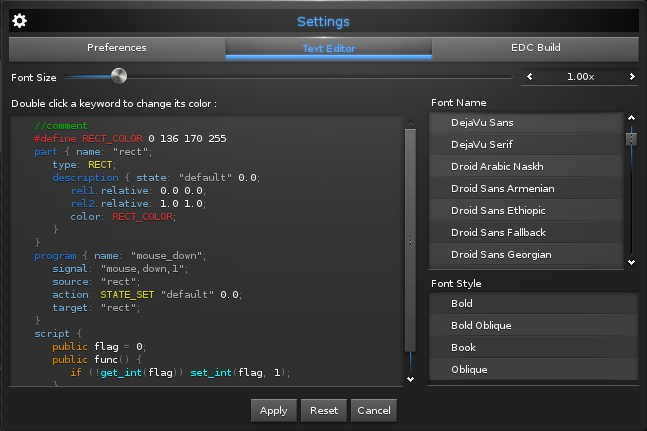 Settings
Preferences
Text Editor
EDC Build
Font Size
1.00x
Double click a keyword to change its color :
//comment
#define RECT_COLOR 0 136 170 255
part { name: "rect";
type: RECT;
description { state: "default" 0.0;
rel1.relative: 0.0 0.0;
rel2.relative: 1.0 1.0;
color: RECT_COLOR;
}
}
program { name: "mouse_down";
signal: "mouse,down,1";
source: "rect";
action: STATE_SET "default" 0.0;
target: "rect";
}
script {
public flag = 0;
public func() {
if (!get_int(flag)) set_int(flag, 1);
}
Font Name
DejaVu Sans
DejaVu Serif
Droid Arabic Naskh
Droid Sans Armenian
Droid Sans Ethiopic
Droid Sans Fallback
Droid Sans Georgian
Font Style
Bold
Bold Oblique
Book
Oblique
Apply
Reset
Cancel